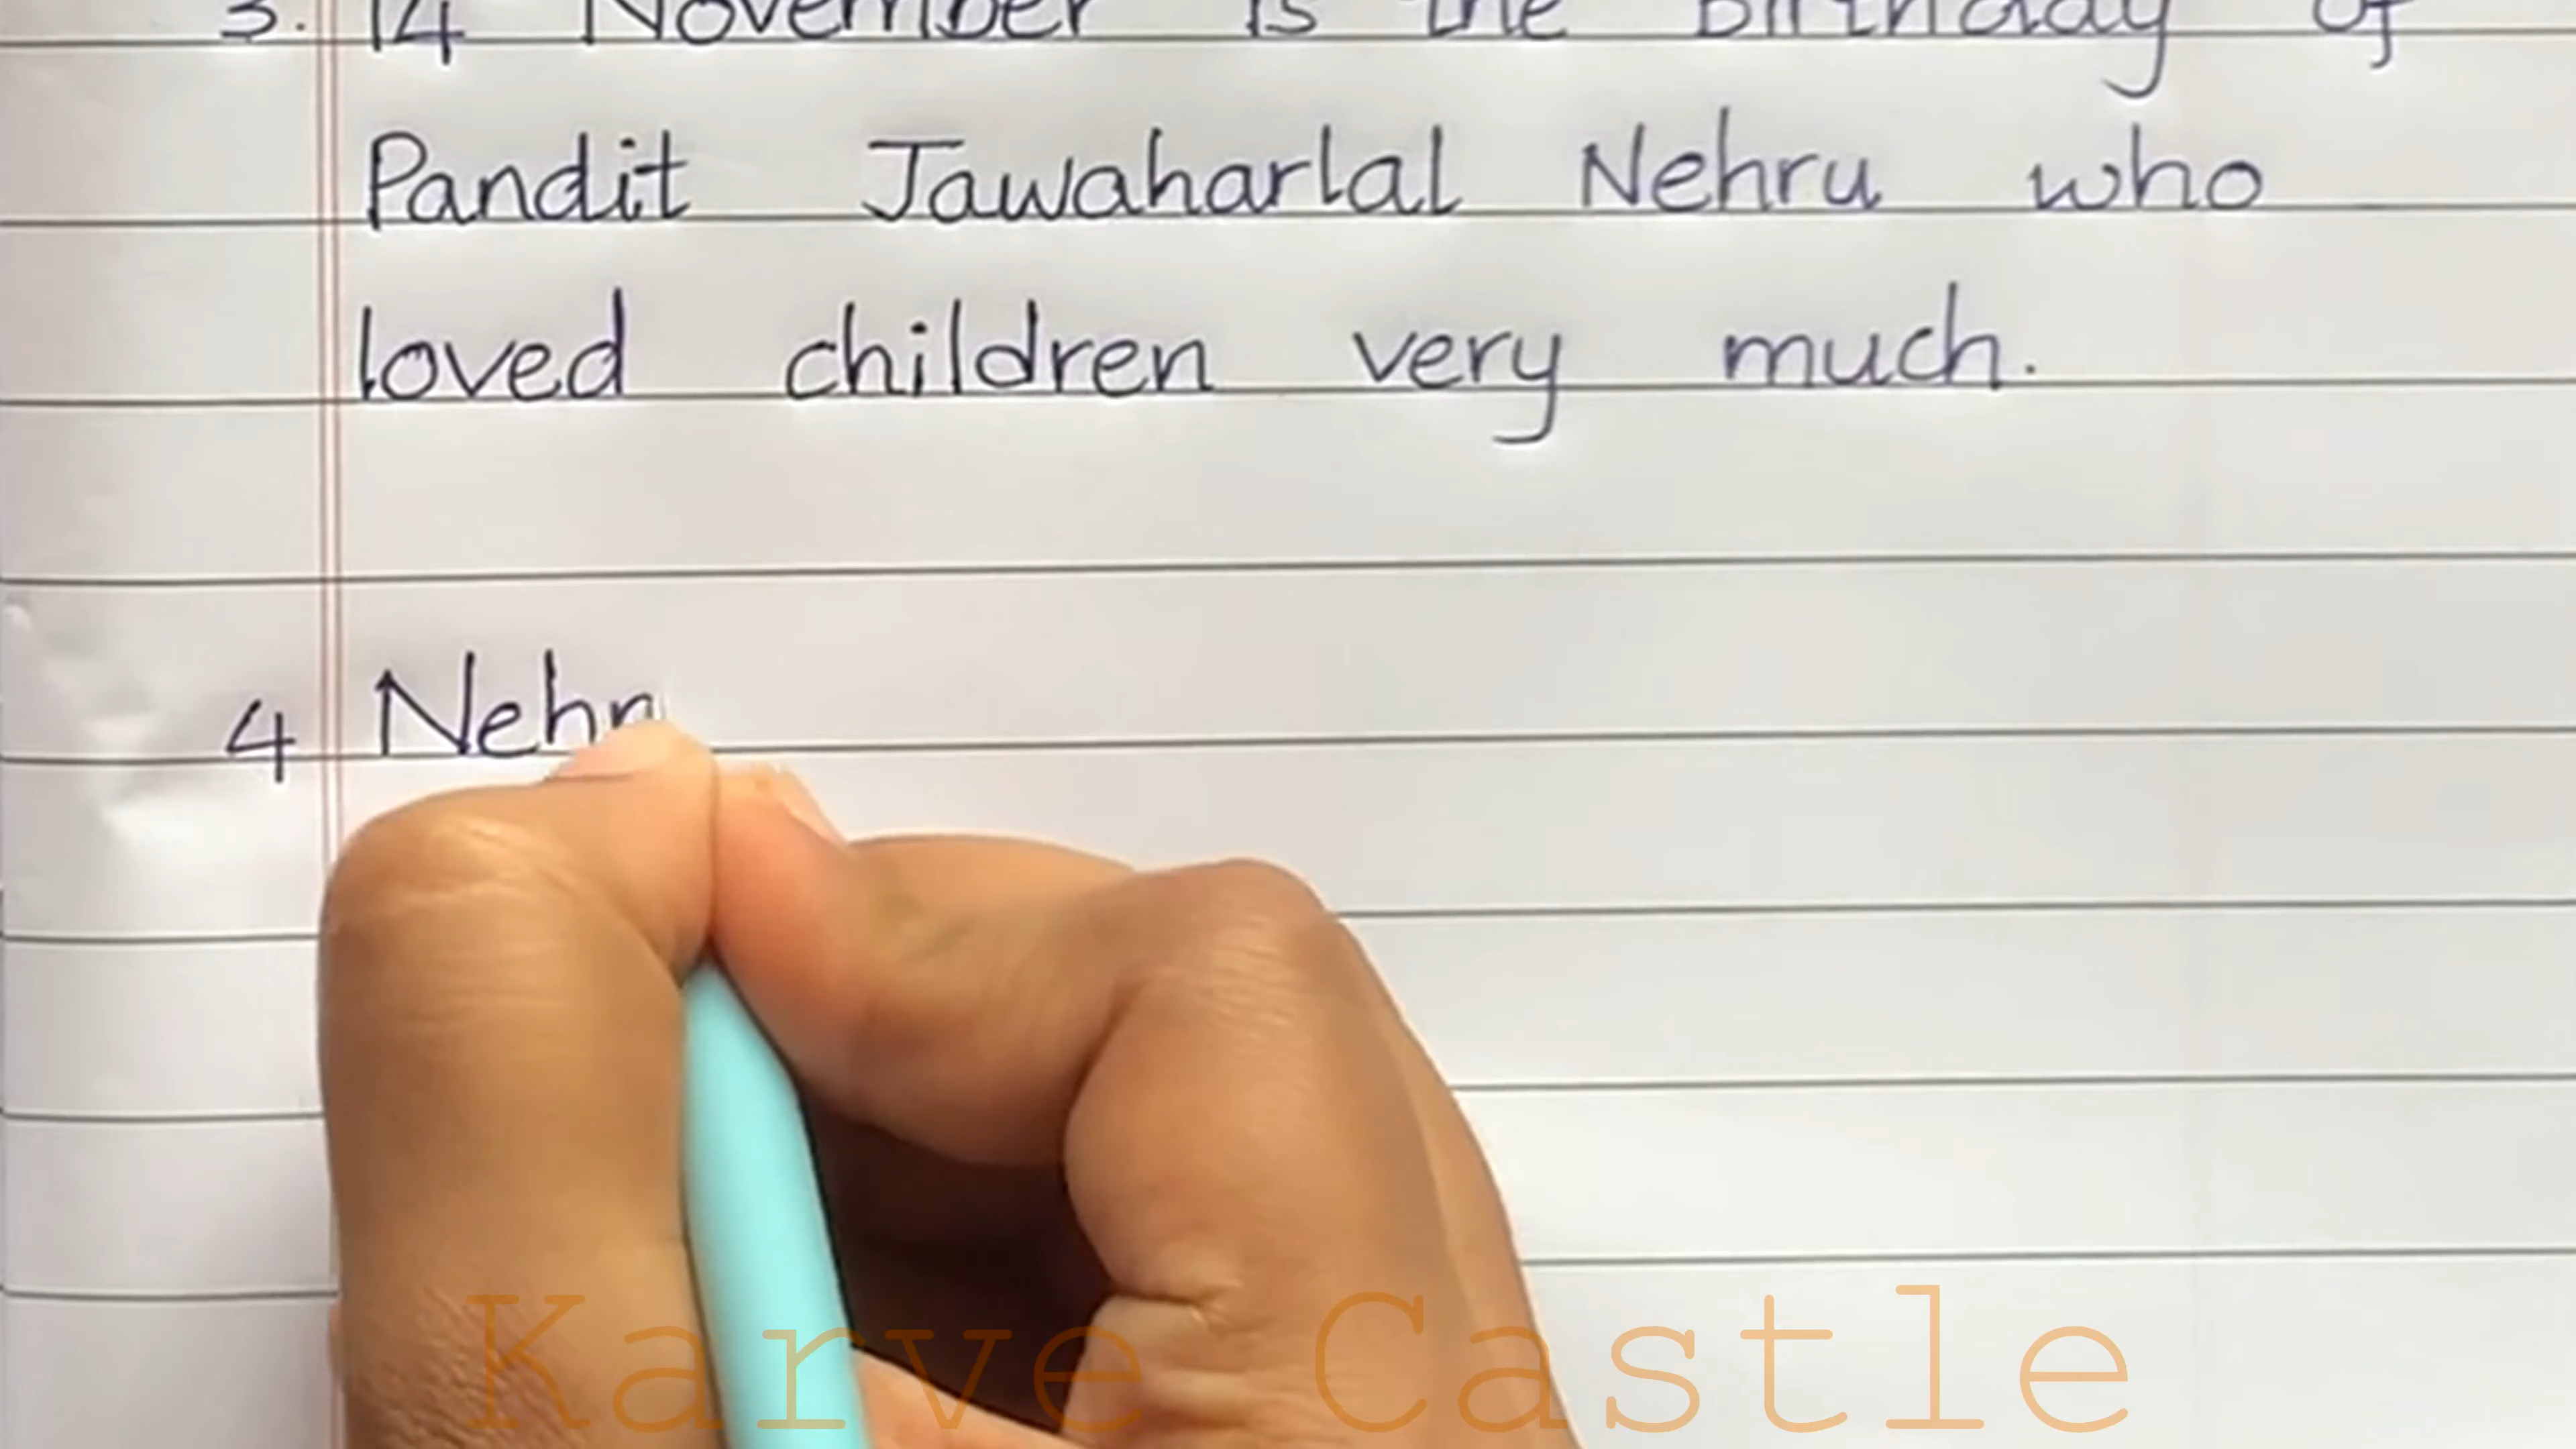 3. 14 November is the birthday of
Pandit Jawaharlal Nehru who
loved children very much.
4 Nehr
Karve Castle